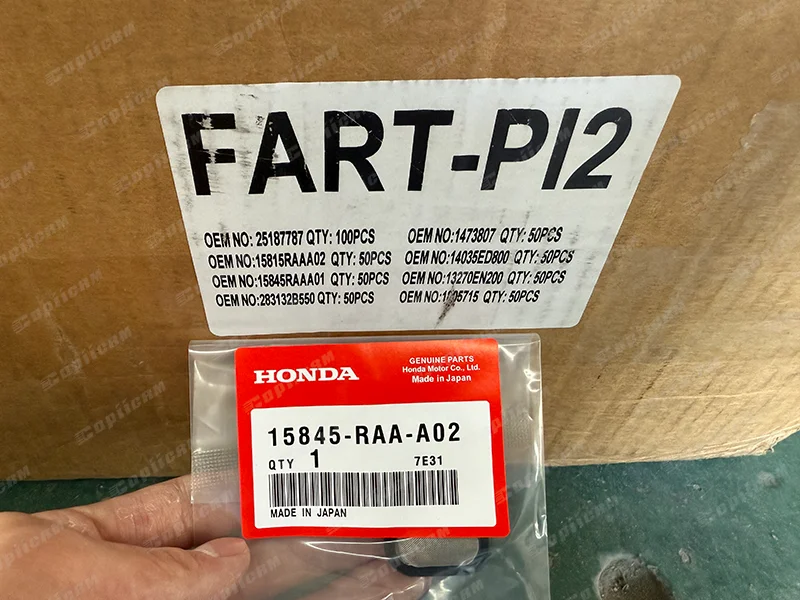 FART-PI2
OEM NO: 25187787 QTY: 100PCS
OEM NO:15815RAAA02 QTY: 50PCS
OEM NO:15845RAAA01 QTY: 50PCS
OEM NO:283132B550 QTY: 50PCS
OEM NO:1473807 QTY: 50PCS
OEM NO:14035ED800 QTY: 50PCS
OEM NO:13270EN200 QTY: 50PCS
QTY: 50PCS
HONDA
GENUINE PARTS
Honda Motor Co., Ltd.
Made in Japan
15845-RAA-A02
QTY 1 7E31
MADE IN JAPAN